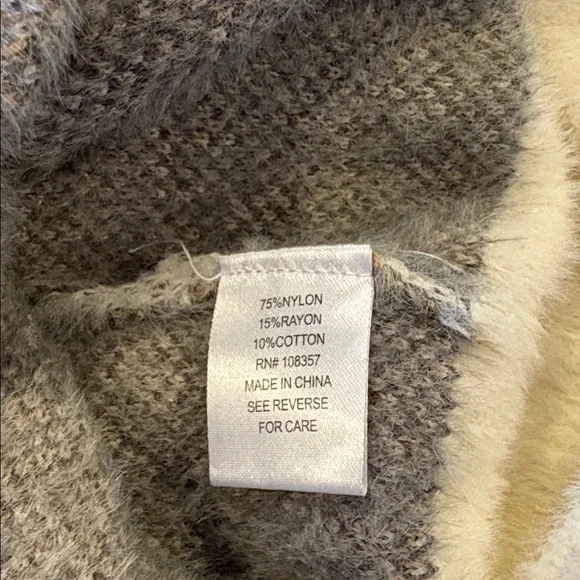 75%NYLON
15%RAYON
10%COTTON
RN# 108357
MADE IN CHINA
SEE REVERSE
FOR CARE